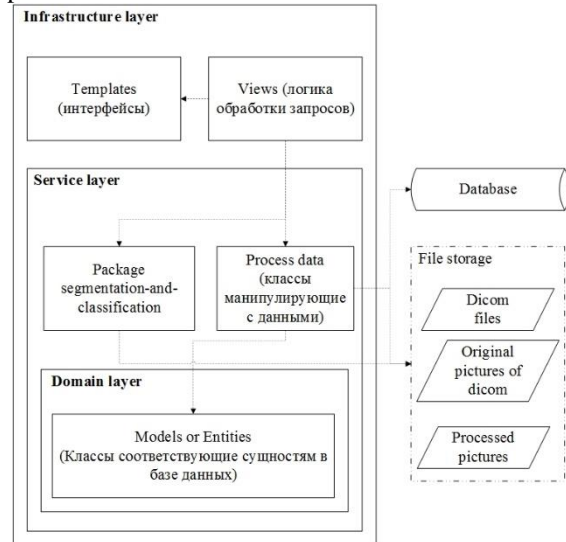 Infrastructure layer
Templates
(интерфейсы)
Views (логика
обработки запросов)
Service layer
Database
Package
segmentation-and-
classification
Process data
(классы
манипулирующие
с данными)
File storage
Dicom
files
Original
pictures of
dicom
Processed
pictures
Domain layer
Models or Entities
(Классы соответствующие сущностям в
базе данных)